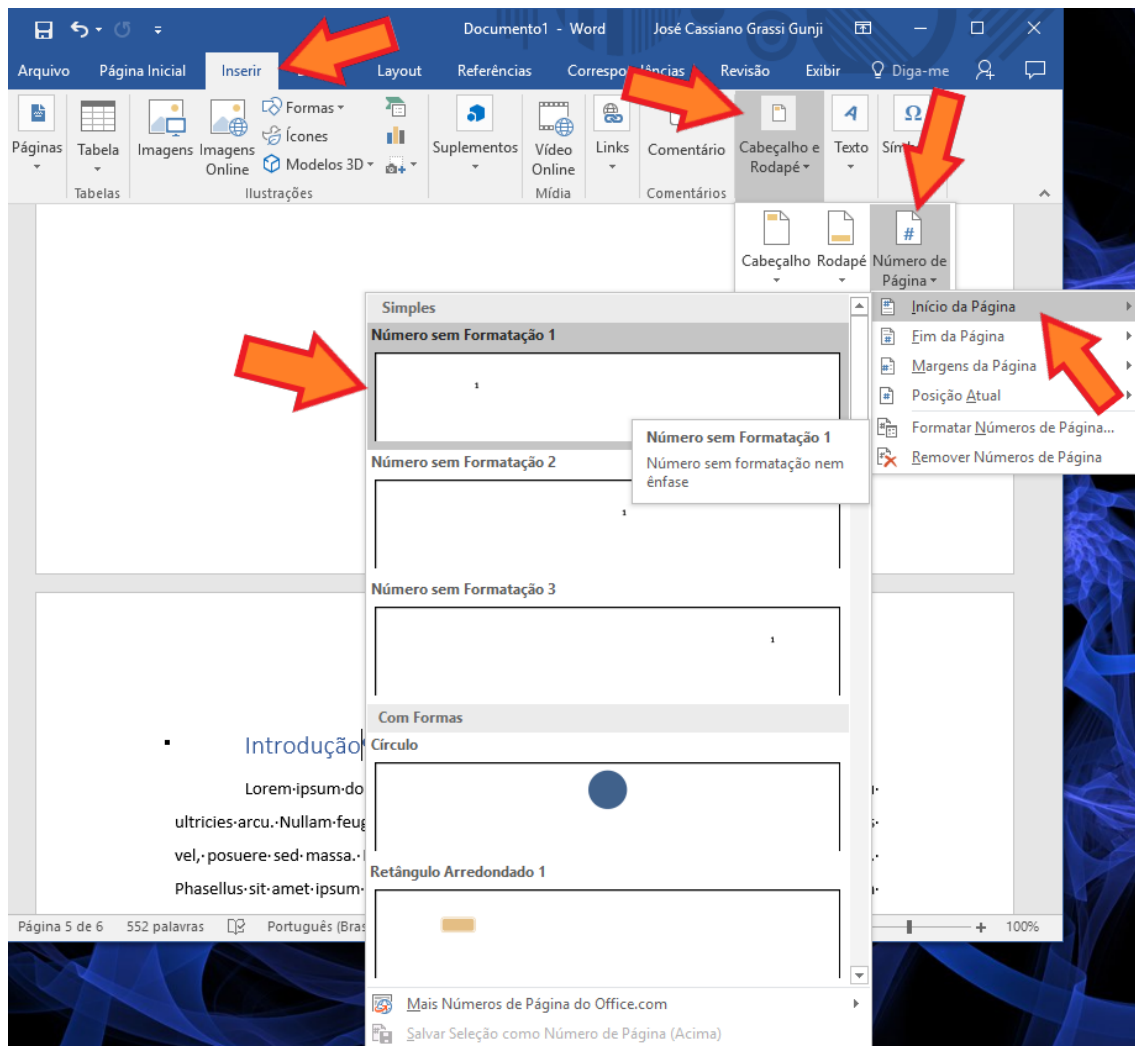 Documento1 - Word José Cassiano Grassi Gunji
Arquivo Página Inicial Inserir Layout Referências Revisão Exibir Diga-me
Páginas
Tabela
Tabelas
Imagens
Imagens
Online
Formas
Ícones
Modelos 3D
Ilustrações
Suplementos
Vídeo
Online
Mídia
Links
Comentário
Comentários
Cabeçalho e
Rodapé
Texto
Cabeçalho
Rodapé
Número de
Página
Início da Página
Fim da Página
Margens da Página
Posição Atual
Formatar Números de Página...
Remover Números de Página
Simples
Número sem Formatação 1
1
Número sem Formatação 1
Número sem formatação nem
ênfase
Número sem Formatação 2
1
Número sem Formatação 3
1
Com Formas
Círculo
Retângulo Arredondado 1
Mais Números de Página do Office.com
Salvar Seleção como Número de Página (Acima)
Introdução
Lorem·ipsum·do
ultricies·arcu.·Nullam·feug
vel,·posuere·sed·massa.·
Phasellus·sit·amet·ipsum·
Página 5 de 6 552 palavras Português (Bras 100%